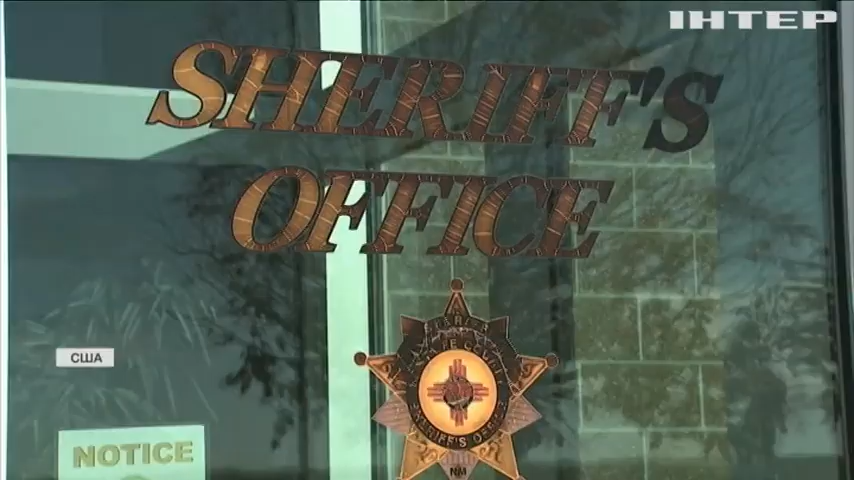 ІНТЕР
SHERIFF'S
OFFICE
США
SHERIFF'S OFFICE
NM
NOTICE